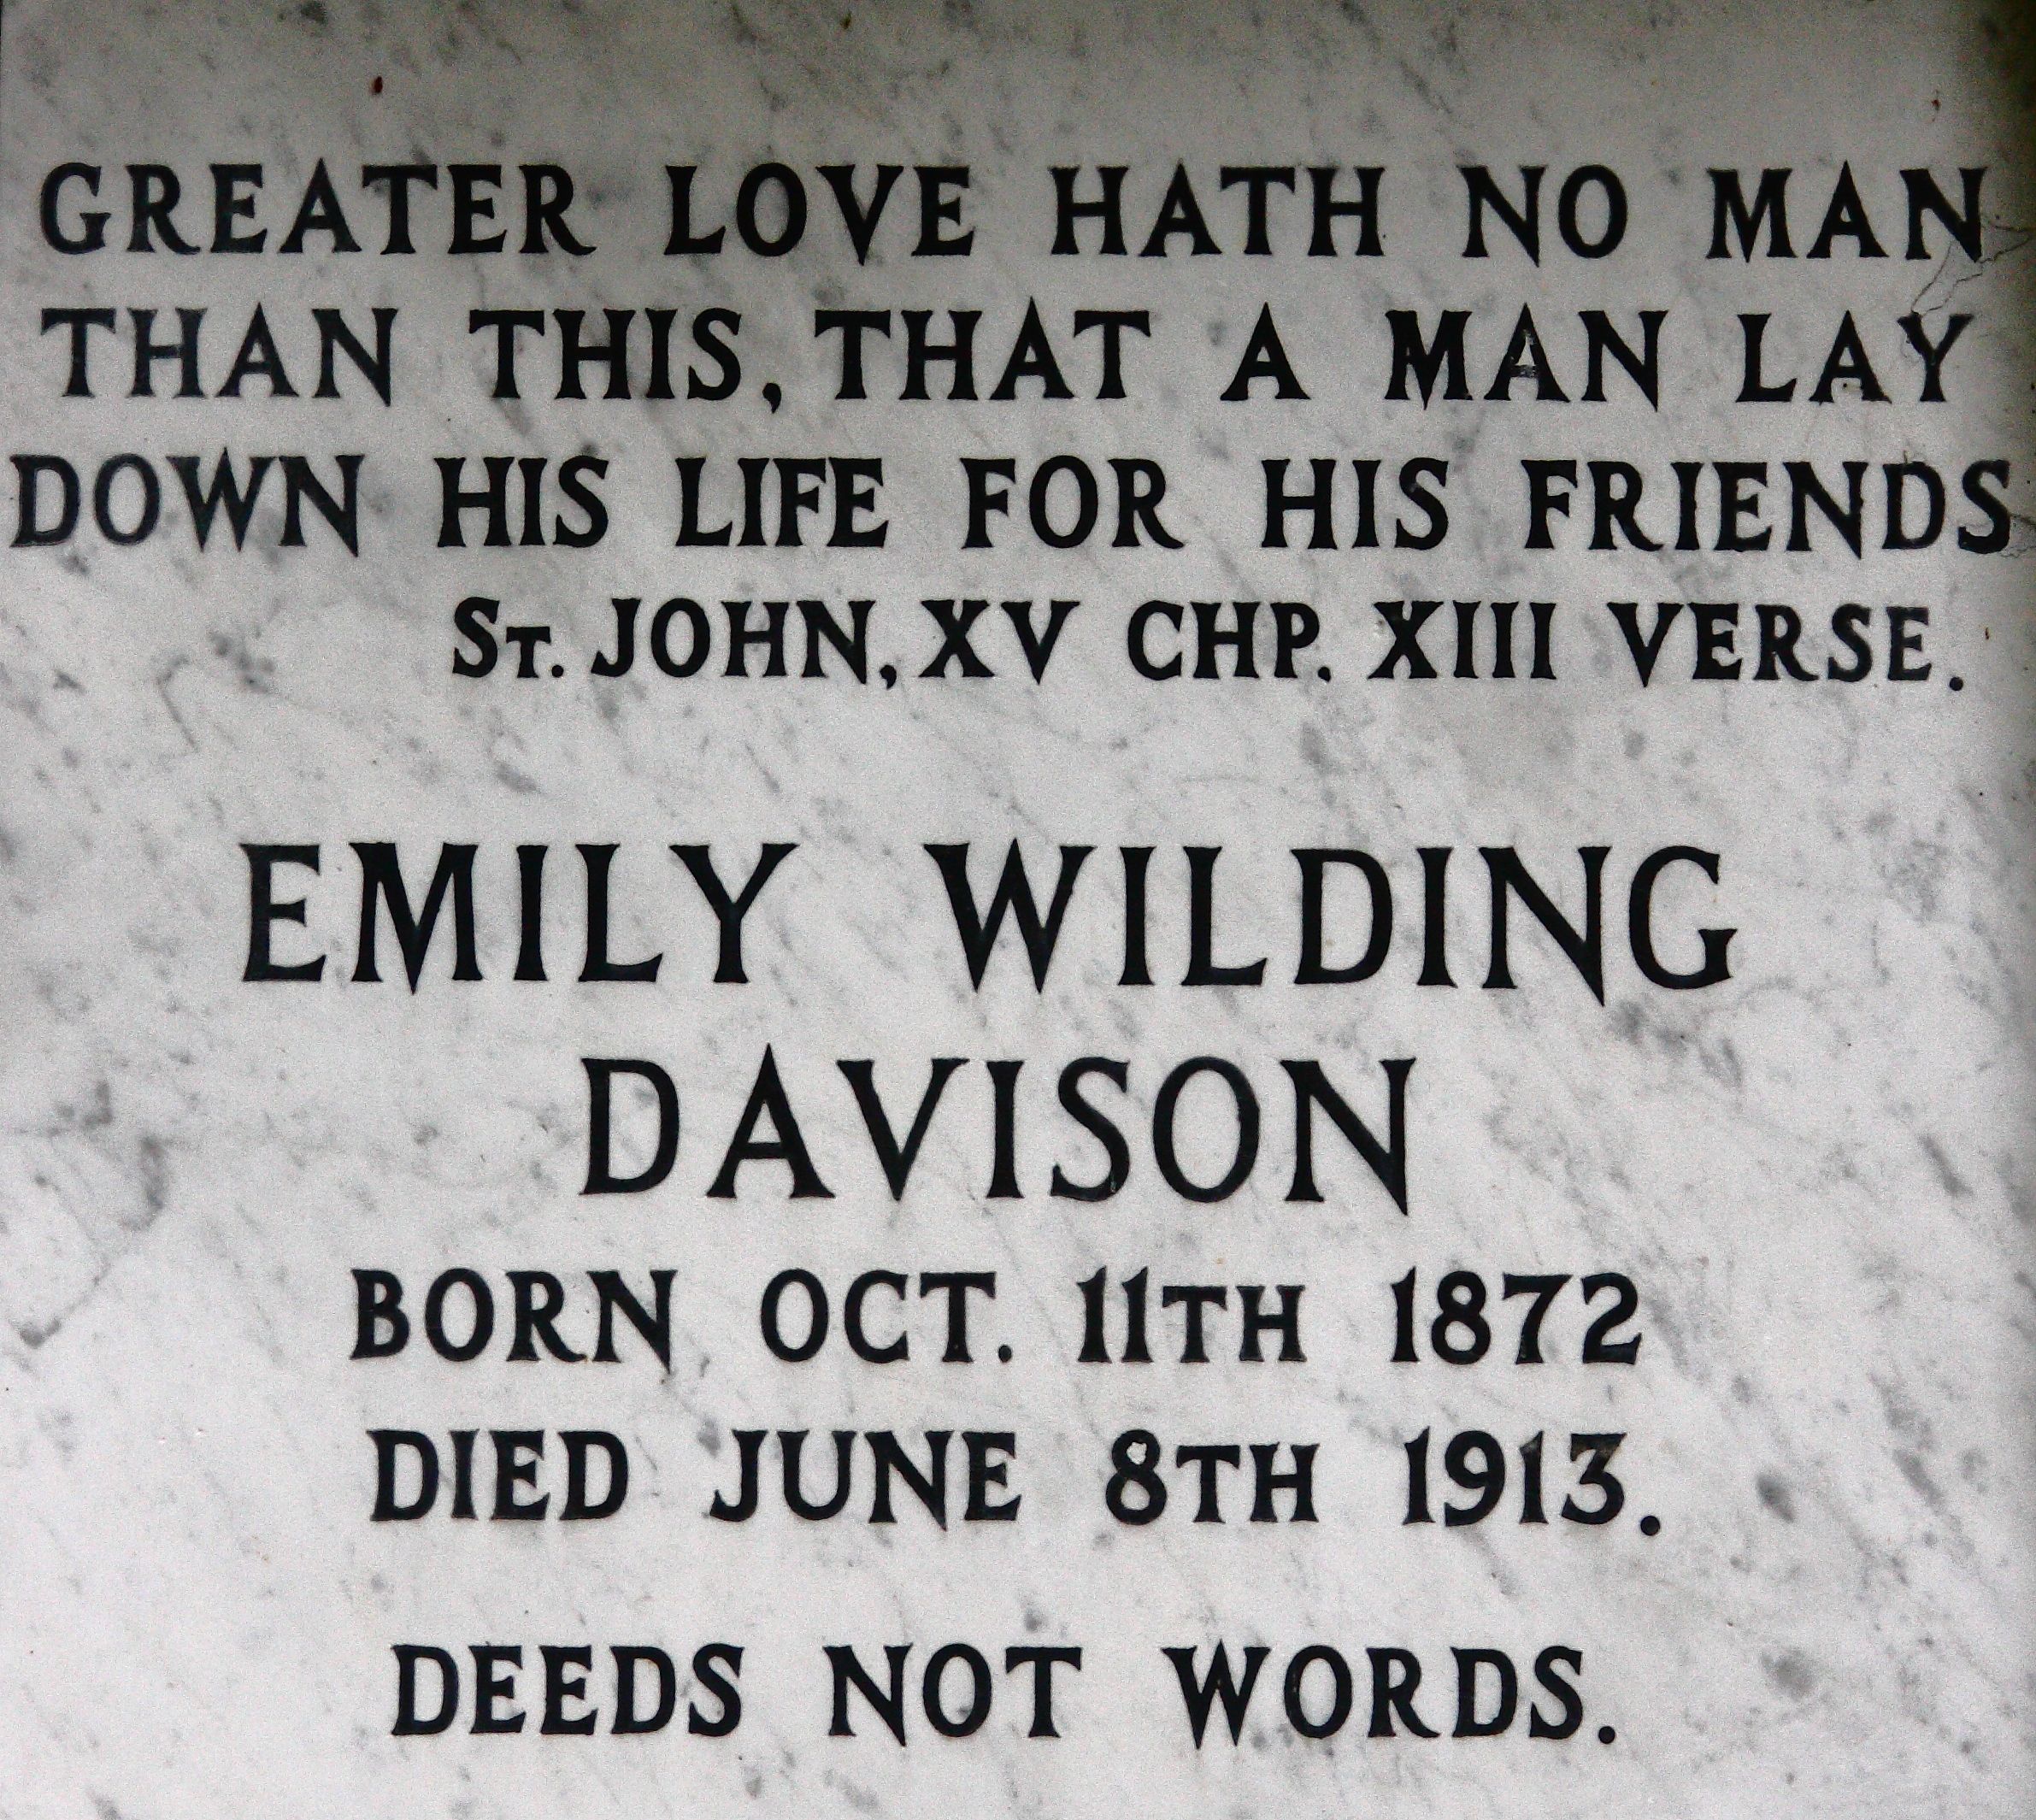 GREATER LOVE HATH NO MAN
THAN THIS, THAT A MAN LAY
DOWN HIS LIFE FOR HIS FRIENDS
ST. JOHN, XV CHP. XIII VERSE.
EMILY WILDING
DAVISON
BORN OCT. 11TH 1872
DIED JUNE 8TH 1913.
DEEDS NOT WORDS.